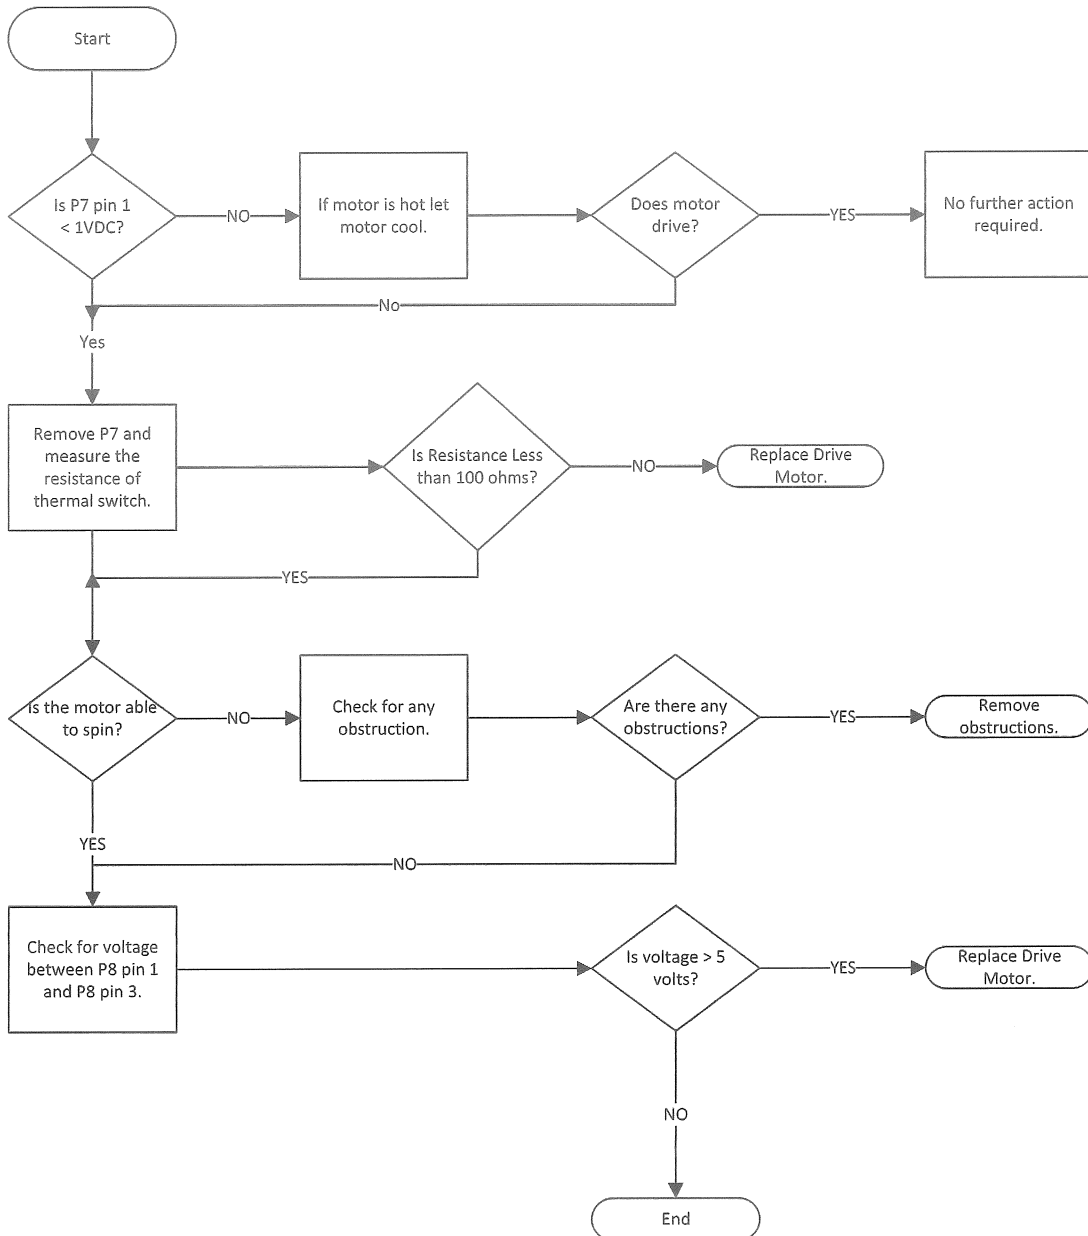 Start
Is P7 pin 1
< 1VDC?
NO
If motor is hot let
motor cool.
Does motor
drive?
YES
No further action
required.
No
Yes
Remove P7 and
measure the
resistance of
thermal switch.
Is Resistance Less
than 100 ohms?
NO
Replace Drive
Motor.
YES
Is the motor able
to spin?
NO
Check for any
obstruction.
Are there any
obstructions?
YES
Remove
obstructions.
YES
NO
Check for voltage
between P8 pin 1
and P8 pin 3.
Is voltage > 5
volts?
YES
Replace Drive
Motor.
NO
End